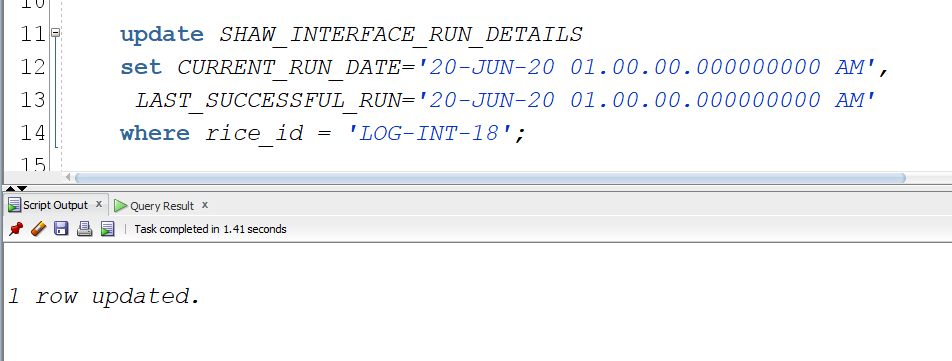 10
11 update SHAW_INTERFACE_RUN_DETAILS
12 set CURRENT_RUN_DATE='20-JUN-20 01.00.00.000000000 AM',
13 LAST_SUCCESSFUL_RUN='20-JUN-20 01.00.00.000000000 AM'
14 where rice_id = 'LOG-INT-18';
15
Script Output x Query Result x
Task completed in 1.41 seconds
1 row updated.